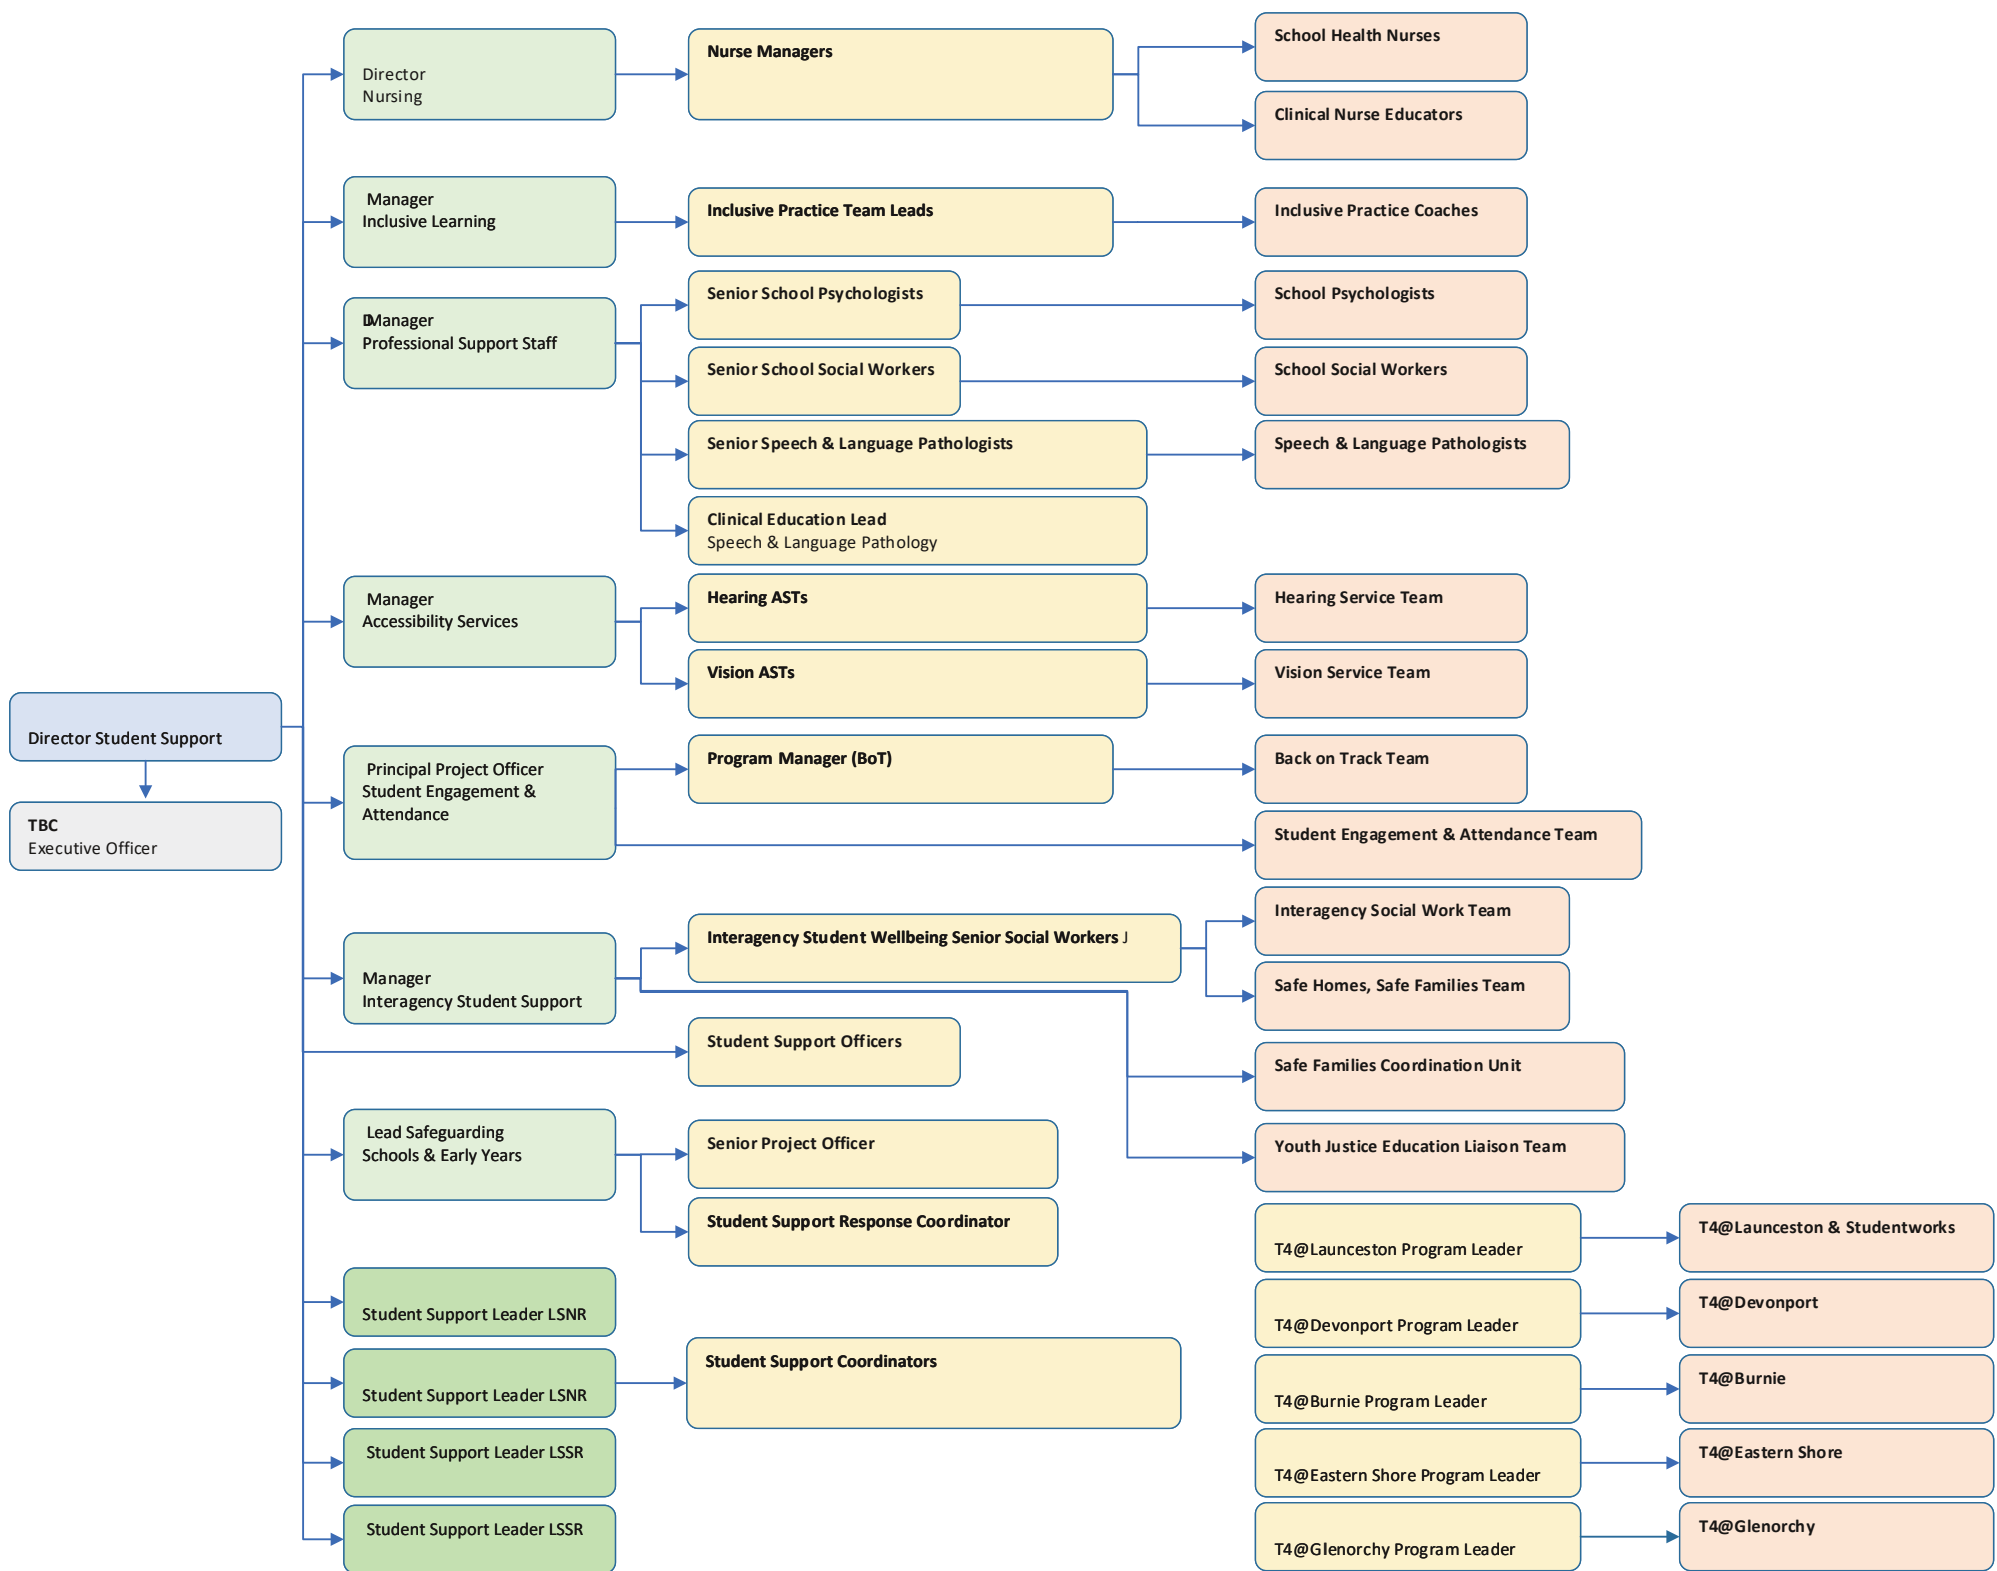 Director Student Support
TBC
Executive Officer
Director
Nursing
Nurse Managers
School Health Nurses
Clinical Nurse Educators
Manager
Inclusive Learning
Inclusive Practice Team Leads
Inclusive Practice Coaches
DManager
Professional Support Staff
Senior School Psychologists
School Psychologists
Senior School Social Workers
School Social Workers
Senior Speech & Language Pathologists
Speech & Language Pathologists
Clinical Education Lead
Speech & Language Pathology
Manager
Accessibility Services
Hearing ASTs
Hearing Service Team
Vision ASTs
Vision Service Team
Principal Project Officer
Student Engagement &
Attendance
Program Manager (BoT)
Back on Track Team
Student Engagement & Attendance Team
Manager
Interagency Student Support
Interagency Student Wellbeing Senior Social Workers J
Interagency Social Work Team
Safe Homes, Safe Families Team
Safe Families Coordination Unit
Youth Justice Education Liaison Team
Student Support Officers
Lead Safeguarding
Schools & Early Years
Senior Project Officer
Student Support Response Coordinator
Student Support Leader LSNR
Student Support Leader LSNR
Student Support Coordinators
Student Support Leader LSSR
Student Support Leader LSSR
T4@Launceston Program Leader
T4@Launceston & Studentworks
T4@Devonport Program Leader
T4@Devonport
T4@Burnie Program Leader
T4@Burnie
T4@Eastern Shore Program Leader
T4@Eastern Shore
T4@Glenorchy Program Leader
T4@Glenorchy